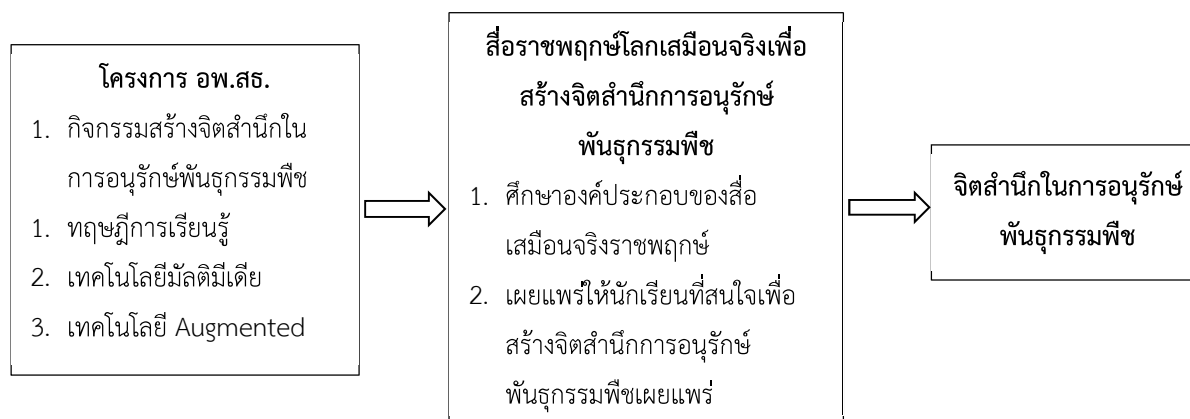 โครงการ อพ.สธ.
1. กิจกรรมสร้างจิตสำนึกใน
การอนุรักษ์พันธุกรรมพืช
1. ทฤษฎีการเรียนรู้
2. เทคโนโลยีมัลติมีเดีย
3. เทคโนโลยี Augmented
สื่อราชพฤกษ์โลกเสมือนจริงเพื่อ
สร้างจิตสำนึกการอนุรักษ์
พันธุกรรมพืช
1. ศึกษาองค์ประกอบของสื่อ
เสมือนจริงราชพฤกษ์
2. เผยแพร่ให้นักเรียนที่สนใจเพื่อ
สร้างจิตสำนึกการอนุรักษ์
พันธุกรรมพืชเผยแพร่
จิตสำนึกในการอนุรักษ์
พันธุกรรมพืช